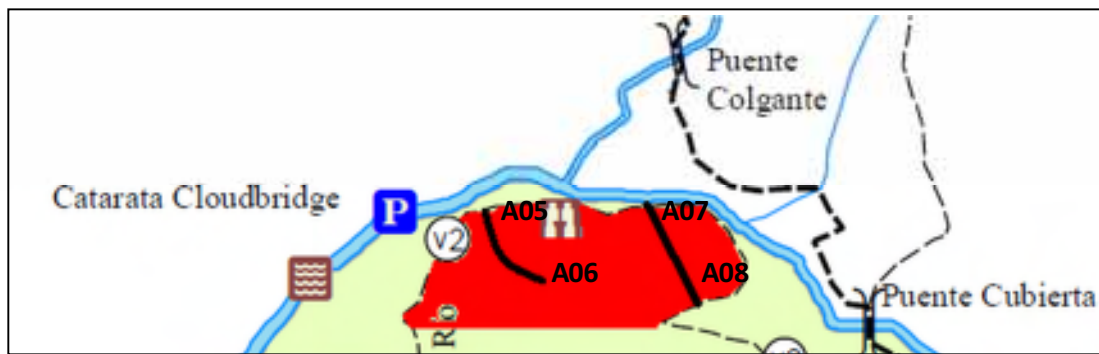 Puente
Colgante
Catarata Cloudbridge
P
A05
A07
v2
A06
A08
Puente Cubierta